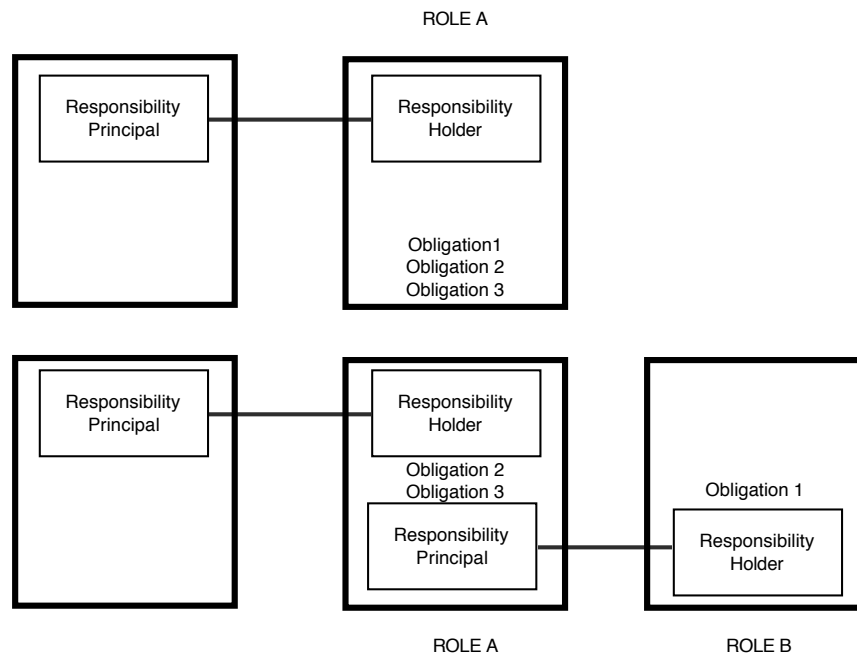 ROLE A
Responsibility
Principal
Responsibility
Holder
Obligation1
Obligation 2
Obligation 3
Responsibility
Principal
Responsibility
Holder
Obligation 2
Obligation 3
Responsibility
Principal
Obligation 1
Responsibility
Holder
ROLE A
ROLE B